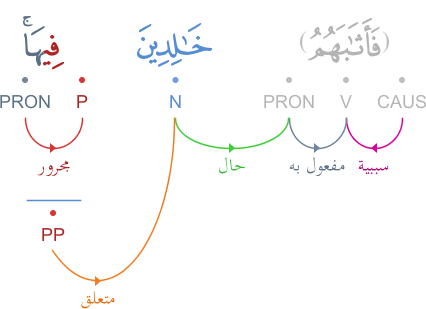 (فَأَثَـٰبَهُمُ) خَـٰلِدِينَ فِيهَا ۚ
CAUS V PRON N P PRON
سببية مفعول به حال مجرور
PP
متعلق